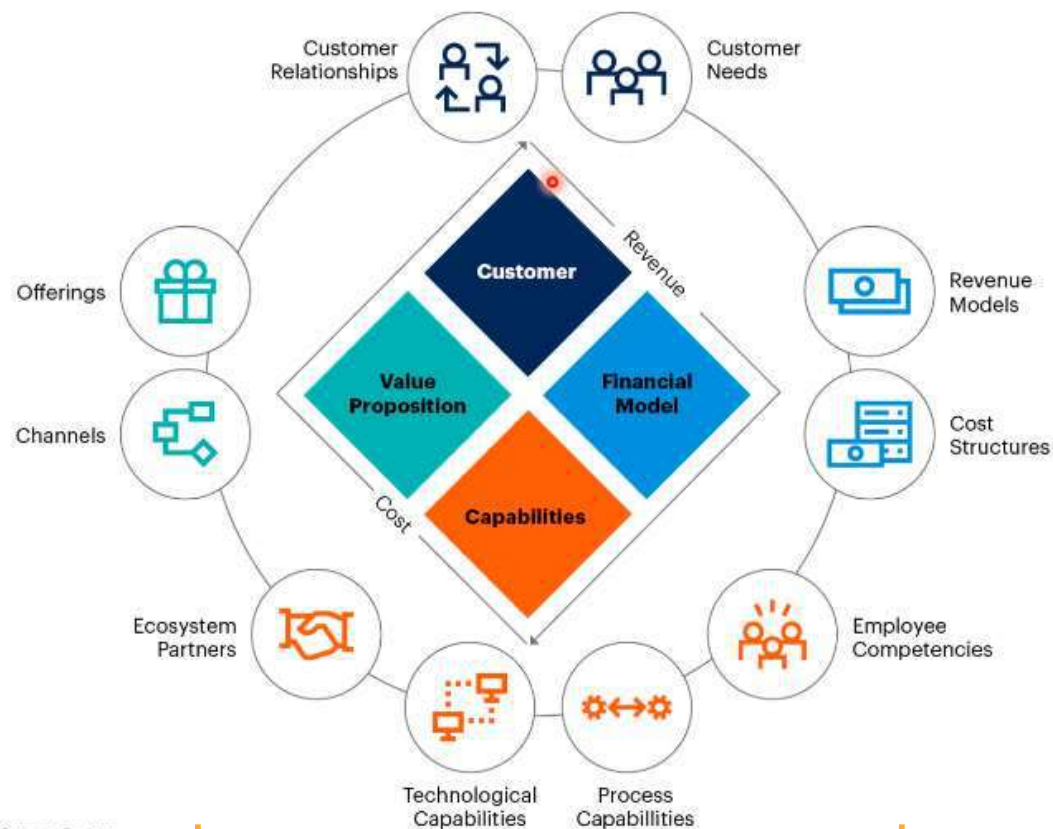 Customer
Relationships
Customer
Needs
Offerings
Revenue
Models
Channels
Cost
Structures
Customer
Revenue
Value
Proposition
Financial
Model
Cost
Capabilities
Ecosystem
Partners
Employee
Competencies
Technological
Capabilities
Process
Capabillities